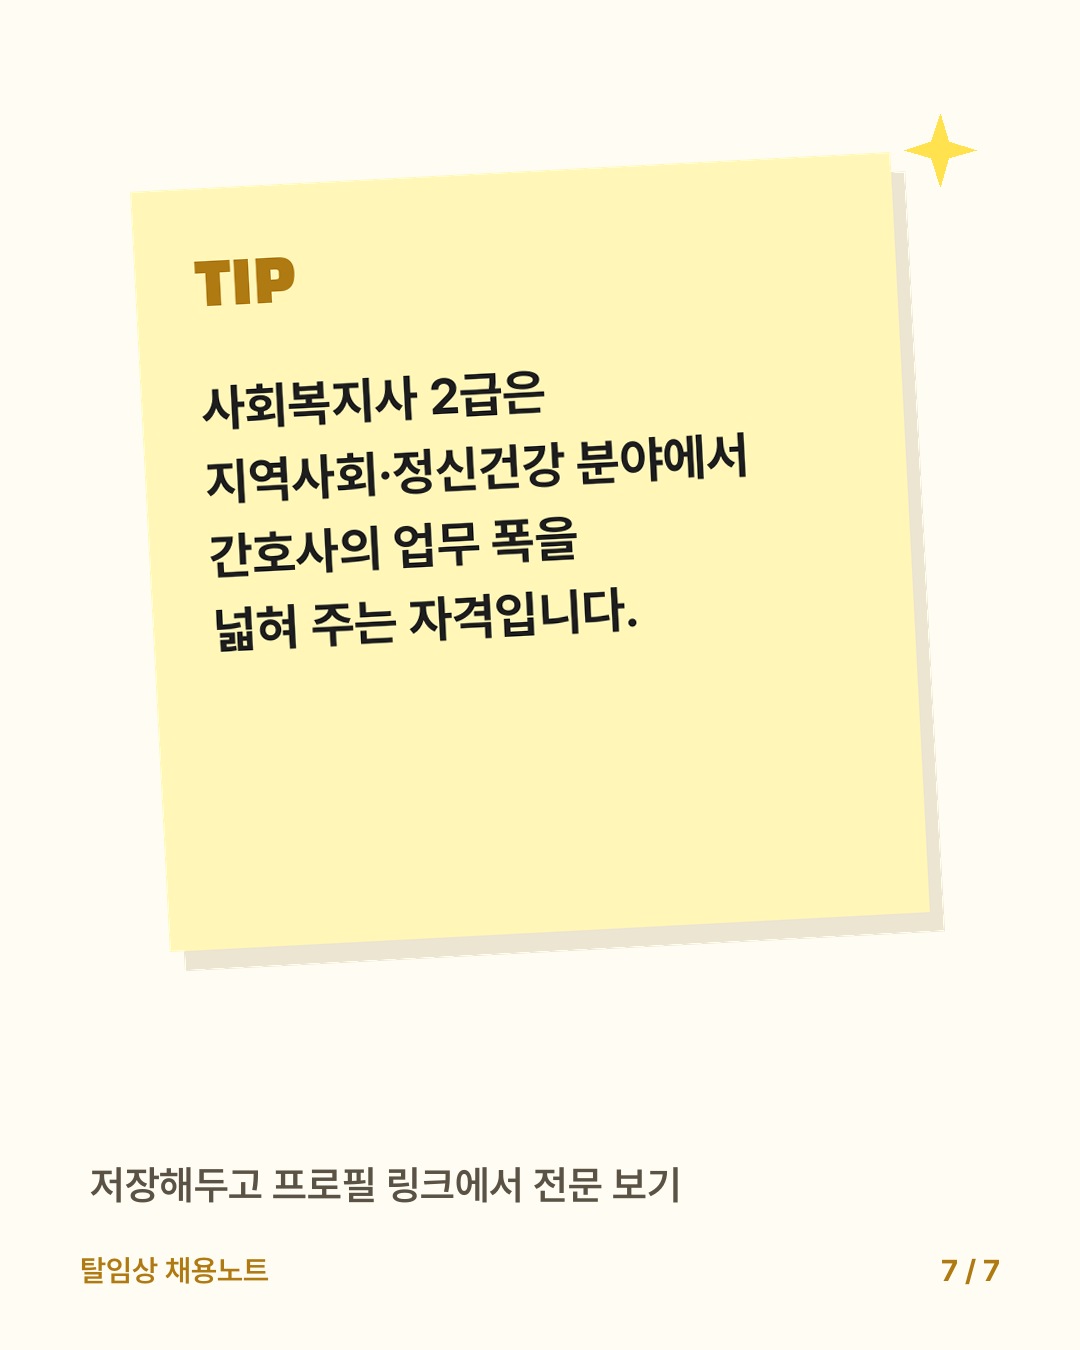 TIP
사회복지사 2급은
지역사회·정신건강 분야에서
간호사의 업무 폭을
넓혀 주는 자격입니다.
저장해두고 프로필 링크에서 전문 보기
탈임상 채용노트
7 / 7